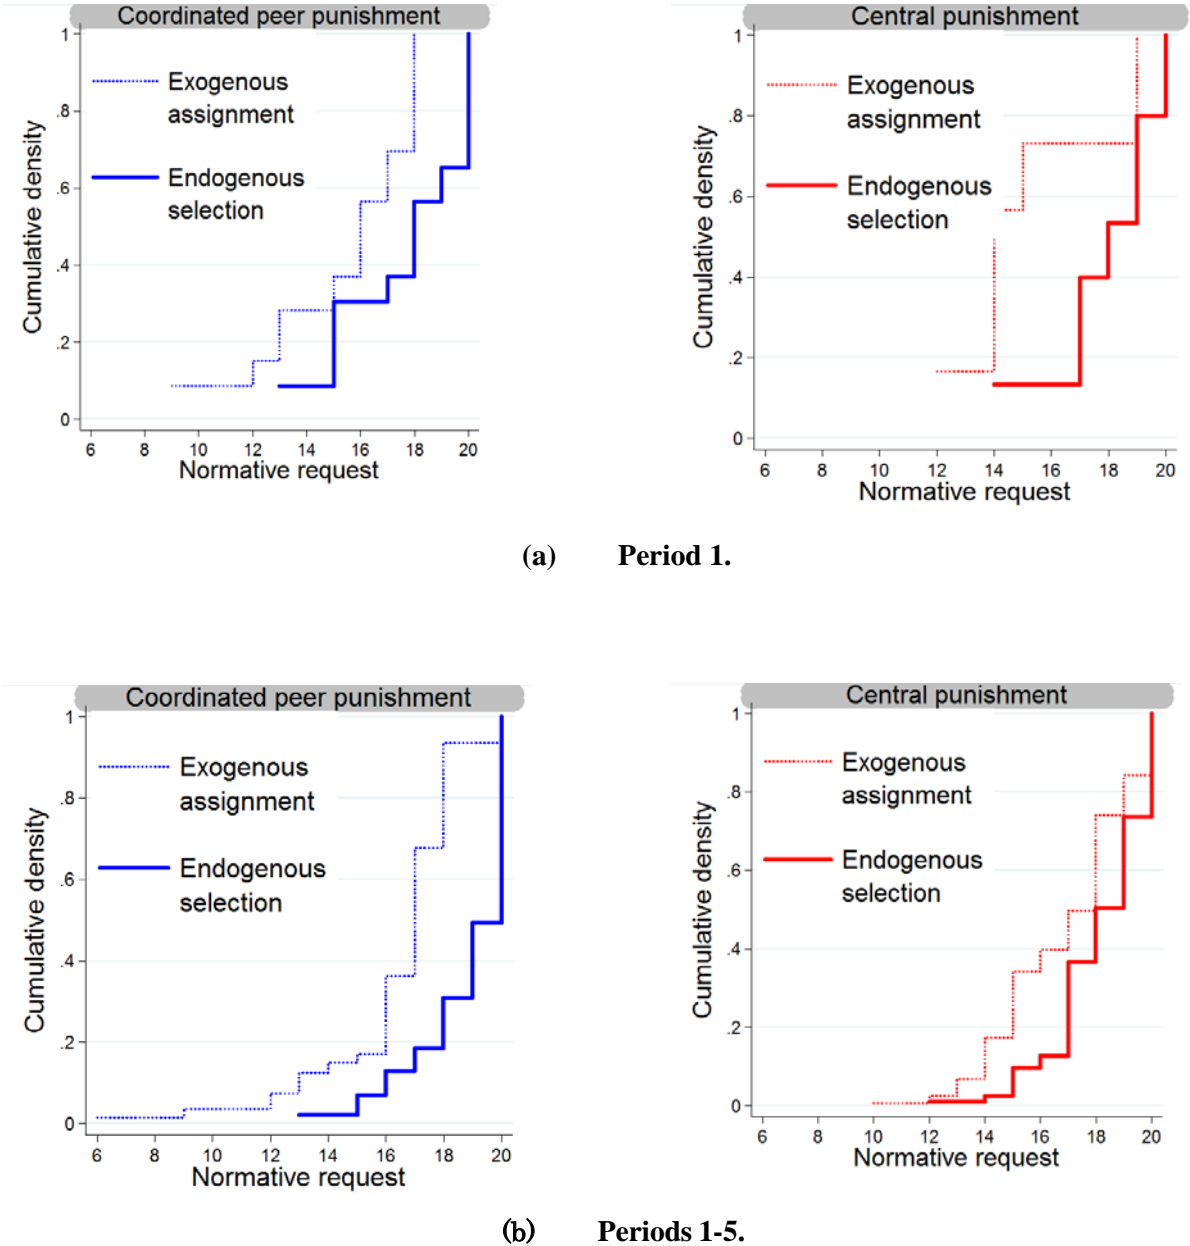 Coordinated peer punishment
Central punishment
1
.8
.6
.4
.2
0
Cumulative density
Exogenous
assignment
Endogenous
selection
6 8 10 12 14 16 18 20
Normative request
1
.8
.6
.4
.2
0
Cumulative density
Exogenous
assignment
Endogenous
selection
6 8 10 12 14 16 18 20
Normative request
(a) Period 1.
Coordinated peer punishment
Central punishment
1
.8
.6
.4
.2
0
Cumulative density
Exogenous
assignment
Endogenous
selection
6 8 10 12 14 16 18 20
Normative request
1
.8
.6
.4
.2
0
Cumulative density
Exogenous
assignment
Endogenous
selection
6 8 10 12 14 16 18 20
Normative request
(b) Periods 1-5.